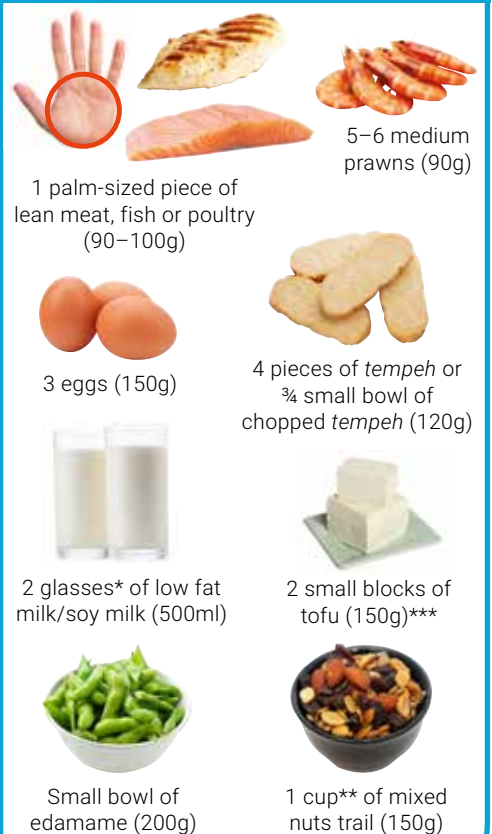 5–6 medium
prawns (90g)
1 palm-sized piece of
lean meat, fish or poultry
(90–100g)
3 eggs (150g)
4 pieces of tempeh or
¾ small bowl of
chopped tempeh (120g)
2 glasses* of low fat
milk/soy milk (500ml)
2 small blocks of
tofu (150g)***
Small bowl of
edamame (200g)
1 cup** of mixed
nuts trail (150g)